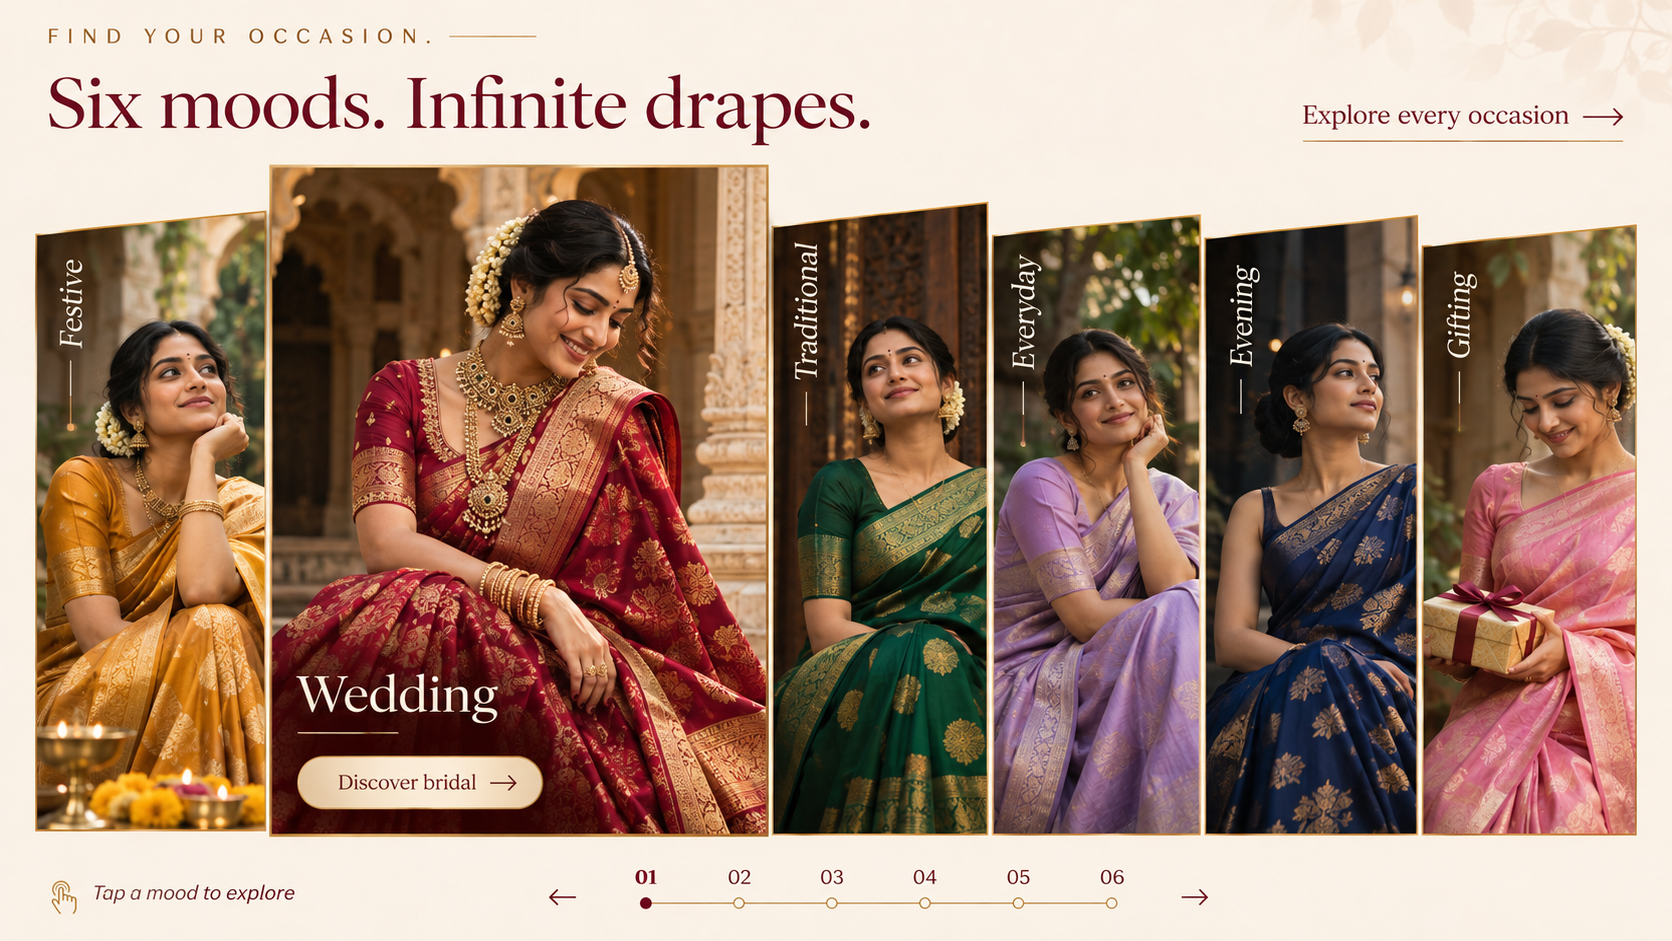 FIND YOUR OCCASION.
Six moods. Infinite drapes.
Explore every occasion
Festive
Wedding
Discover bridal
Traditional
Everyday
Evening
Gifting
Tap a mood to explore
01 02 03 04 05 06